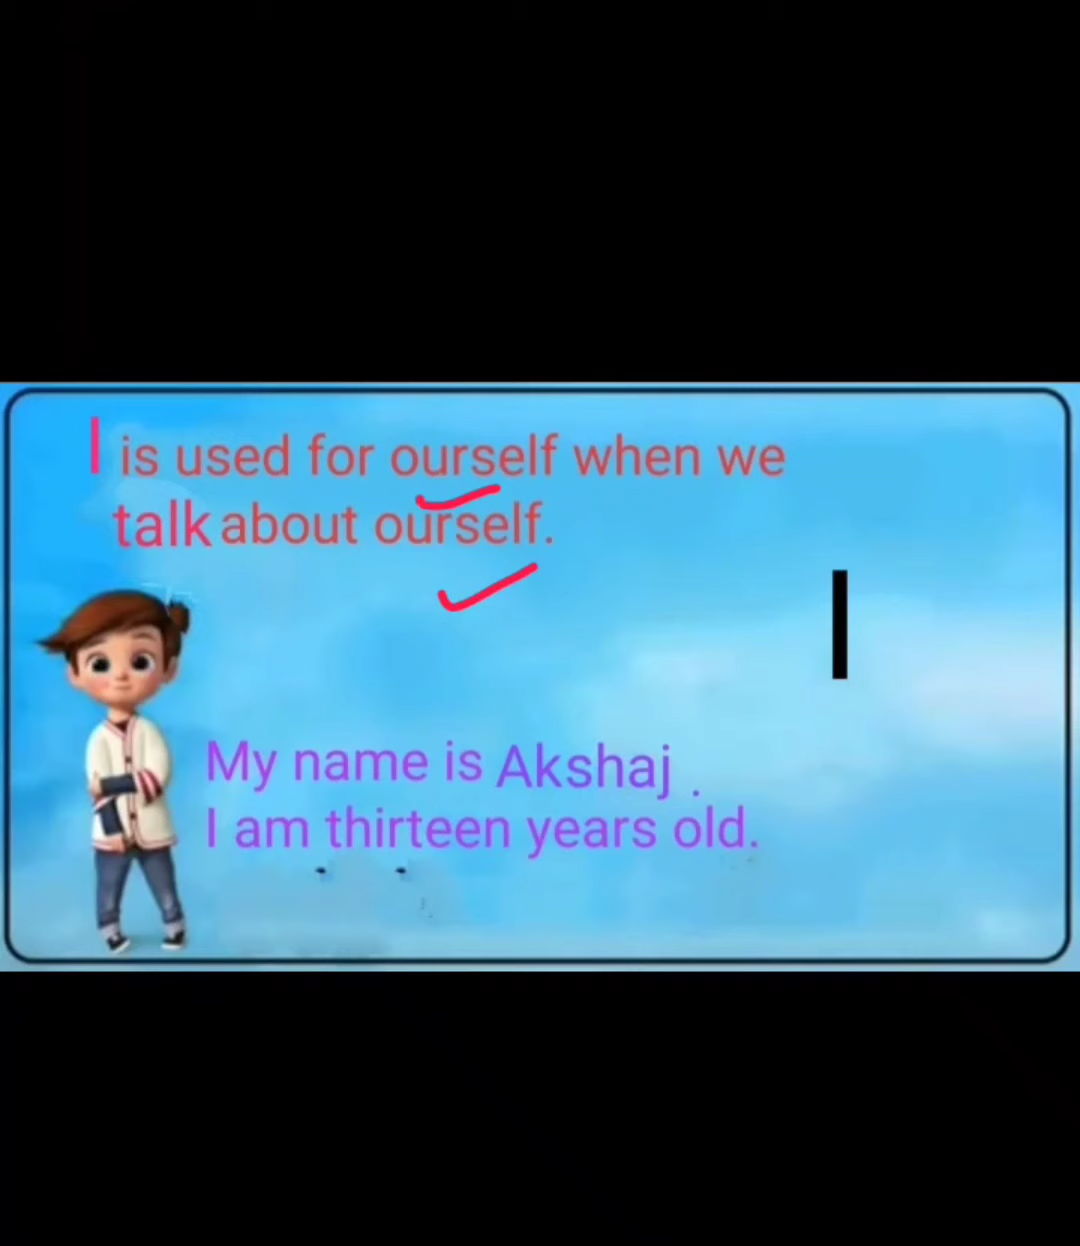 I is used for ourself when we
talk about ourself.
I
My name is Akshaj .
I am thirteen years old.